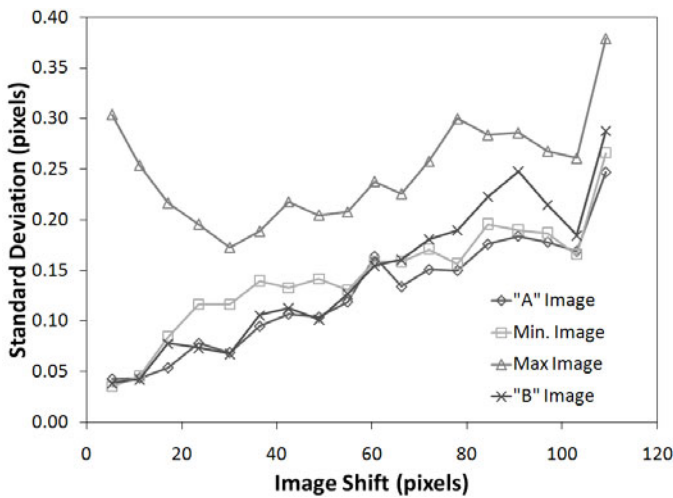 0.40
0.35
0.30
0.25
0.20
0.15
0.10
0.05
0.00
Standard Deviation (pixels)
"A" Image
Min. Image
Max Image
"B" Image
0 20 40 60 80 100 120
Image Shift (pixels)